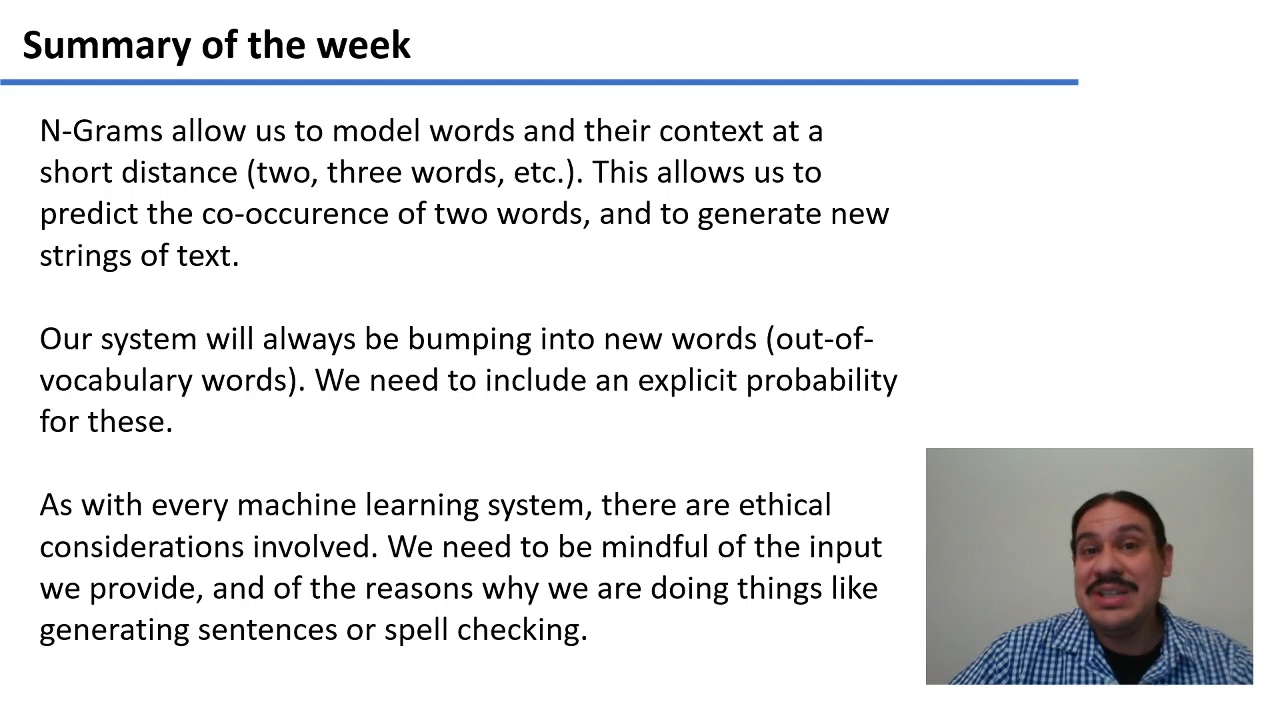 Summary of the week
N-Grams allow us to model words and their context at a
short distance (two, three words, etc.). This allows us to
predict the co-occurence of two words, and to generate new
strings of text.
Our system will always be bumping into new words (out-of-
vocabulary words). We need to include an explicit probability
for these.
As with every machine learning system, there are ethical
considerations involved. We need to be mindful of the input
we provide, and of the reasons why we are doing things like
generating sentences or spell checking.